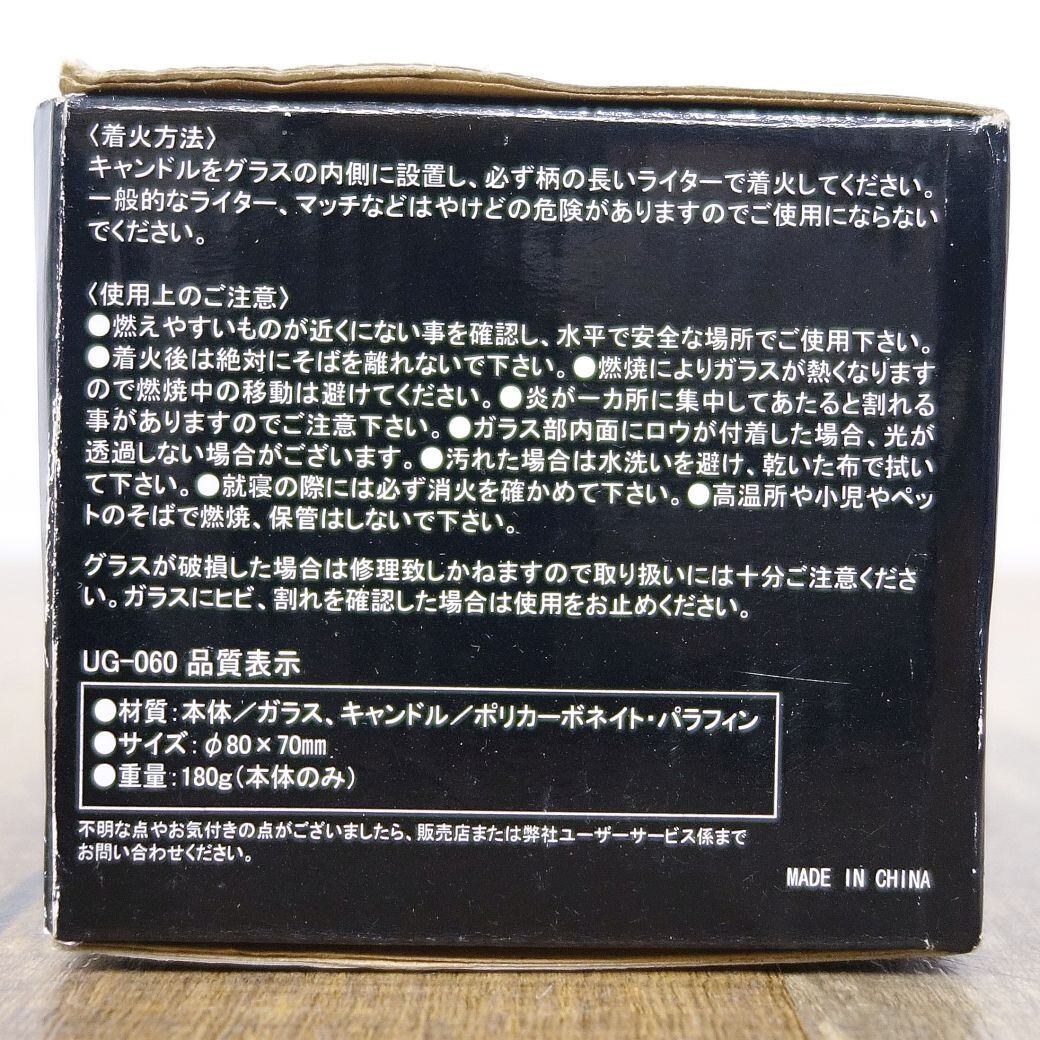 〈着火方法〉
キャンドルをグラスの内側に設置し、必ず柄の長いライターで着火してください。
一般的なライター、マッチなどはやけどの危険がありますのでご使用にならない
でください。
〈使用上のご注意〉
●燃えやすいものが近くにない事を確認し、水平で安全な場所でご使用下さい。
●着火後は絶対にそばを離れないで下さい。●燃焼によりガラスが熱くなります
ので燃焼中の移動は避けてください。●炎が一カ所に集中してあたると割れる
事がありますのでご注意下さい。●ガラス部内面にロウが付着した場合、光が
透過しない場合がございます。●汚れた場合は水洗いを避け、乾いた布で拭い
て下さい。●就寝の際には必ず消火を確かめて下さい。●高温所や小児やペッ
トのそばで燃焼、保管はしないで下さい。
グラスが破損した場合は修理致しかねますので取り扱いには十分ご注意くださ
い。ガラスにヒビ、割れを確認した場合は使用をお止めください。
UG-060 品質表示
●材質：本体／ガラス、キャンドル／ポリカーボネイト・パラフィン
●サイズ：φ80×70mm
●重量：180g（本体のみ）
不明な点やお気付きの点がございましたら、販売店または弊社ユーザーサービス係まで
お問い合わせください。
MADE IN CHINA